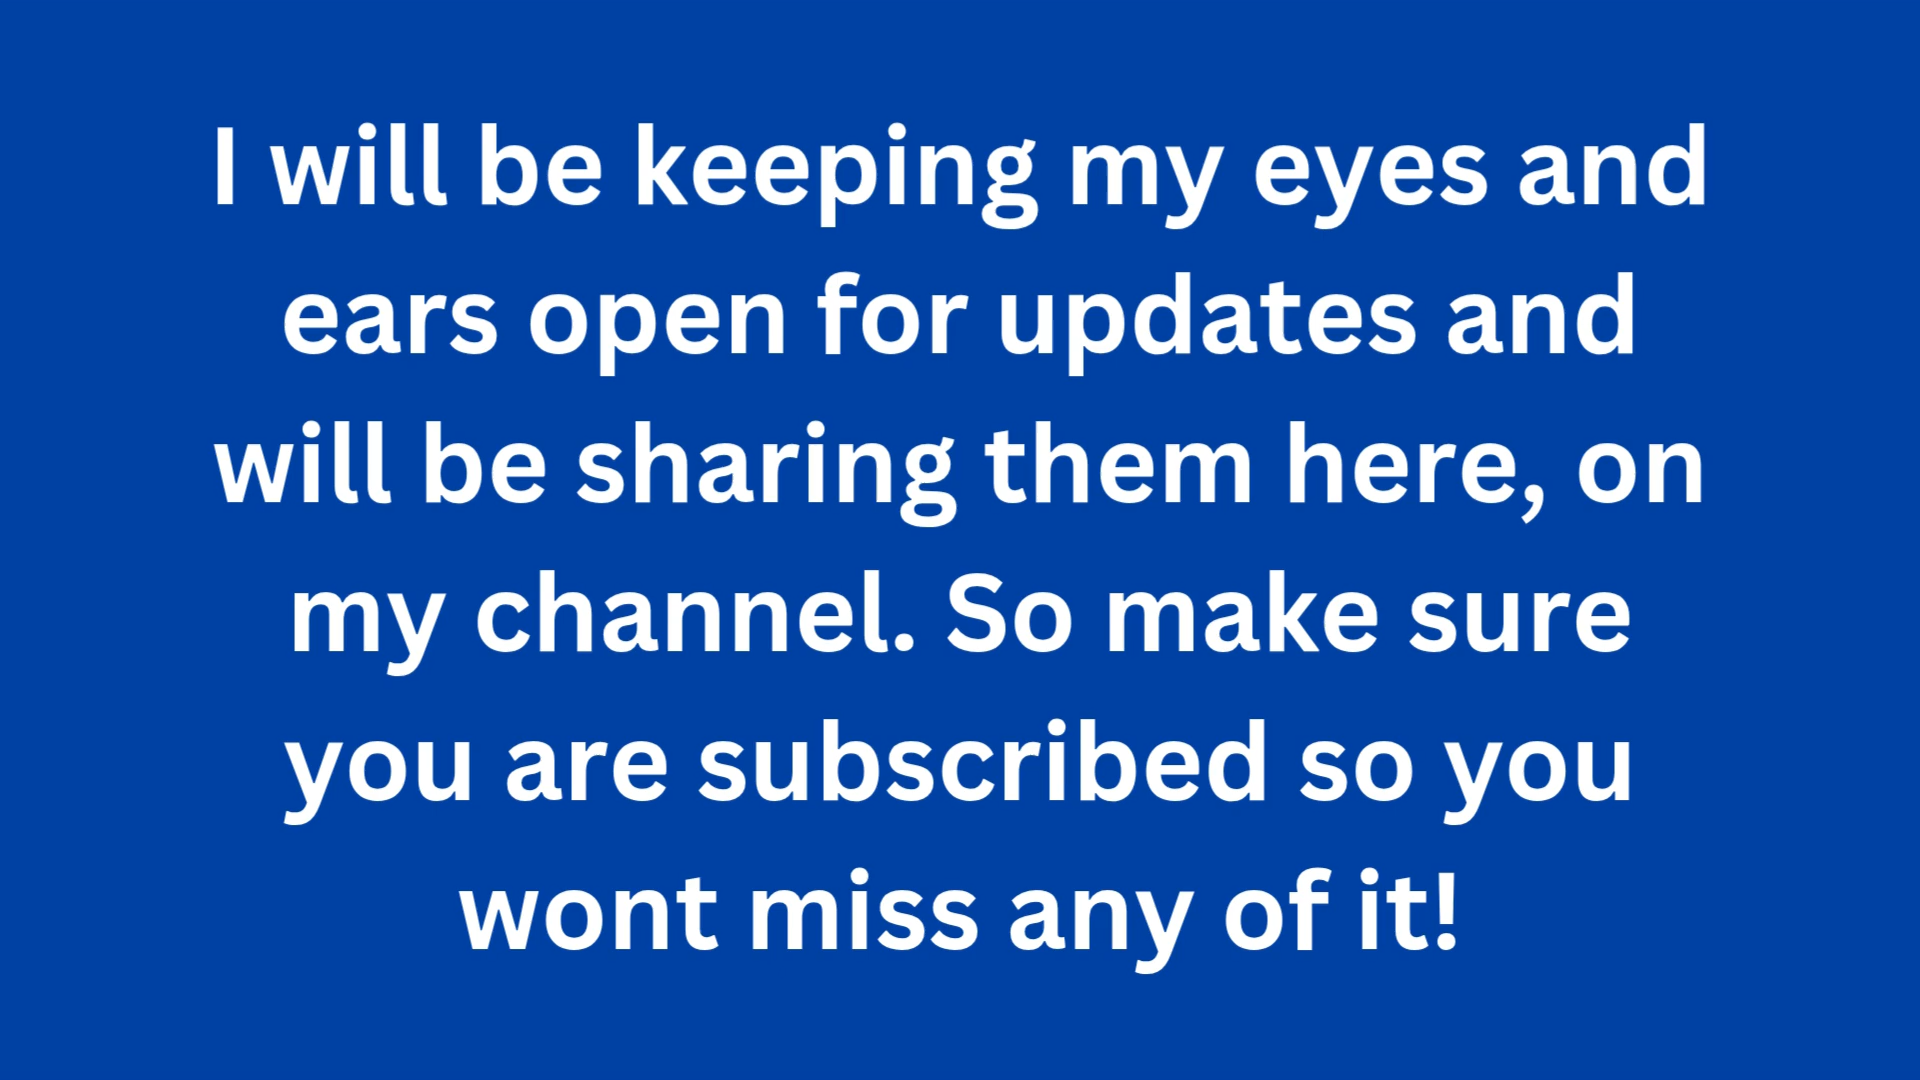 I will be keeping my eyes and
ears open for updates and
will be sharing them here, on
my channel. So make sure
you are subscribed so you
wont miss any of it!